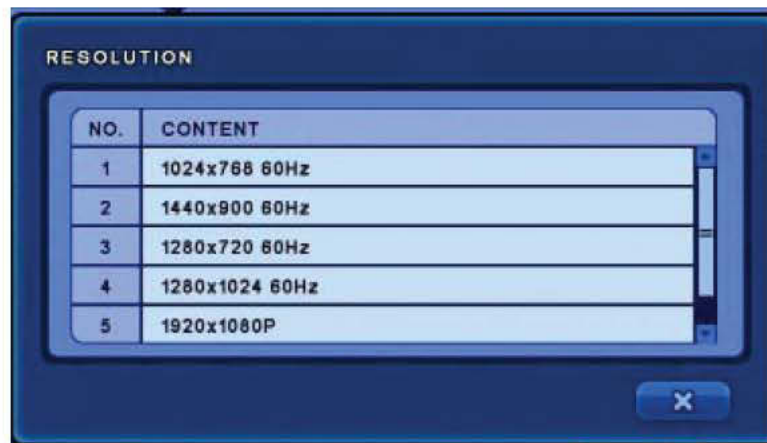 RESOLUTION
NO. CONTENT
1 1024x768 60Hz
2 1440x900 60Hz
3 1280x720 60Hz
4 1280x1024 60Hz
5 1920x1080P